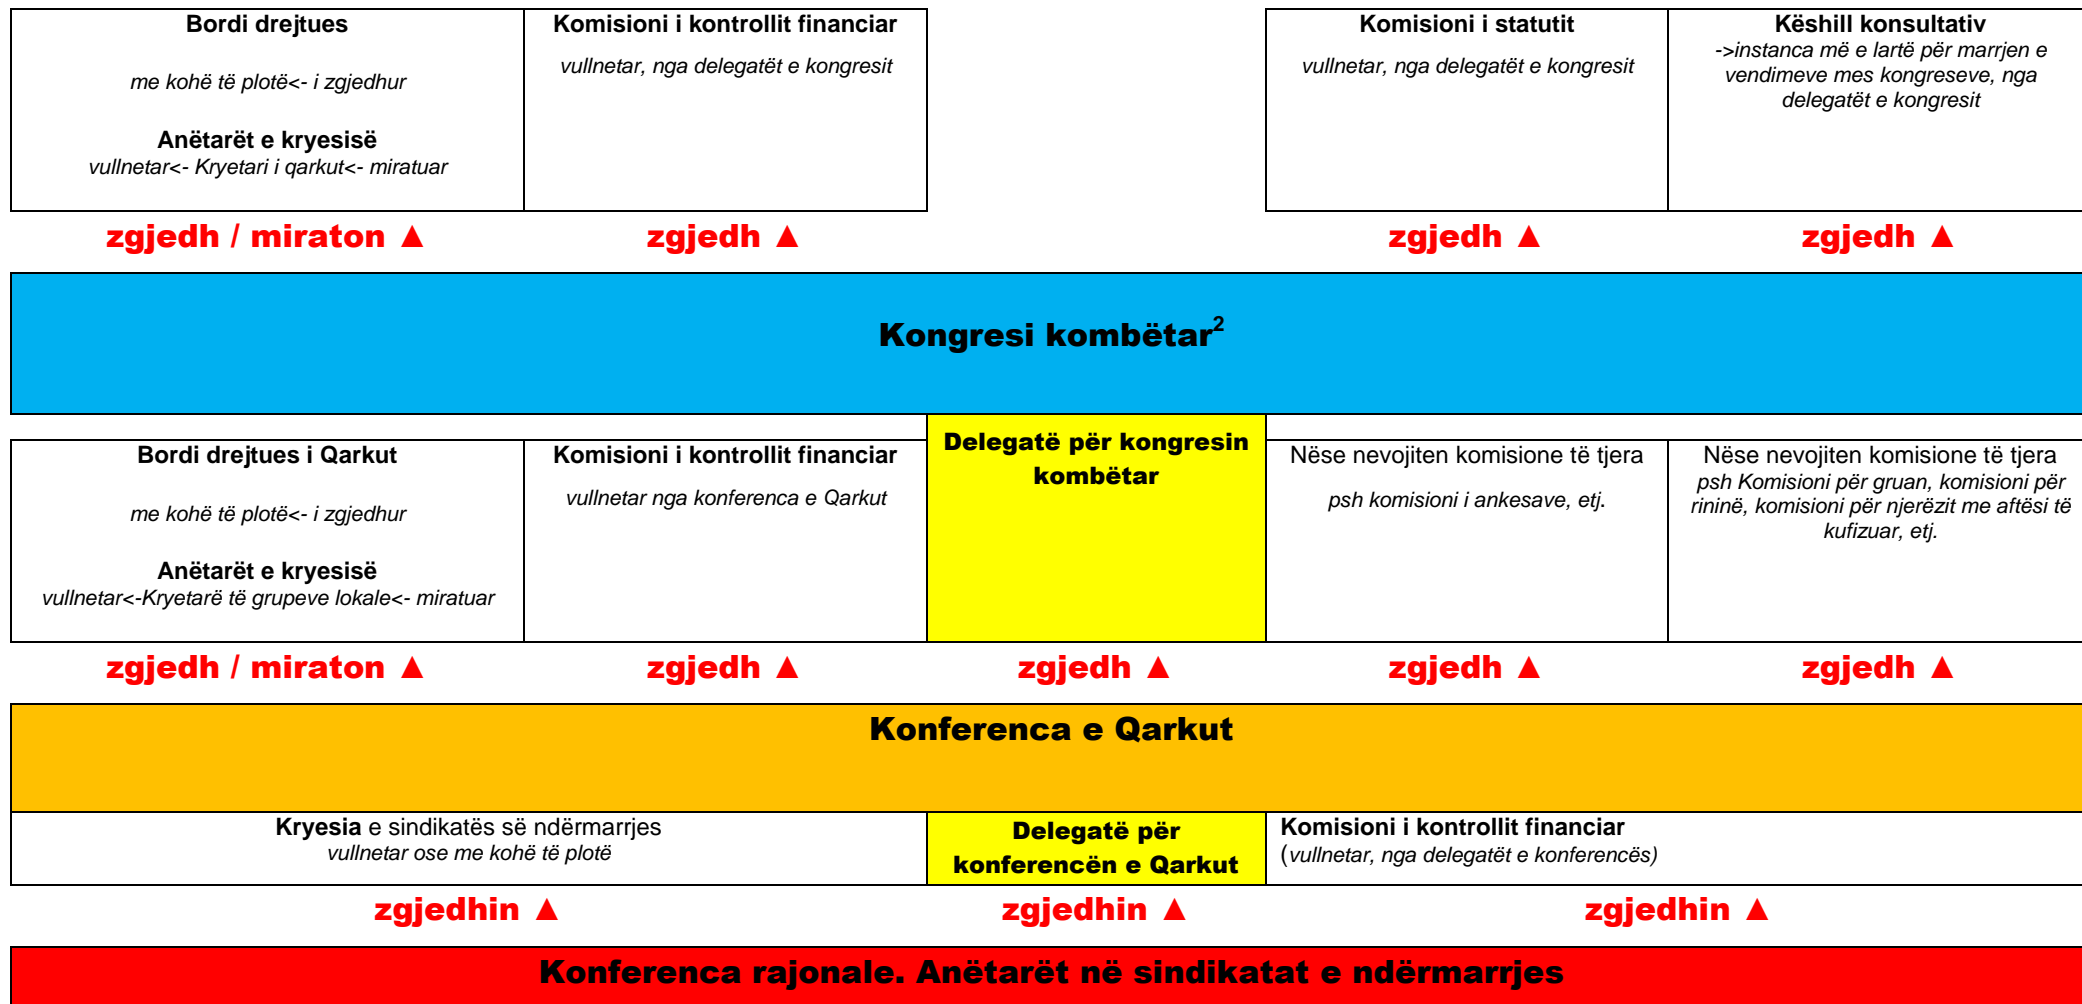 Bordi drejtues
me kohë të plotë<- i zgjedhur
Anëtarët e kryesisë
vullnetar<- Kryetari i qarkut<- miratuar
Komisioni i kontrollit financiar
vullnetar, nga delegatët e kongresit
Komisioni i statutit
vullnetar, nga delegatët e kongresit
Këshill konsultativ
->instanca më e lartë për marrjen e
vendimeve mes kongreseve, nga
delegatët e kongresit
zgjedh / miraton ▲
zgjedh ▲
zgjedh ▲
zgjedh ▲
Kongresi kombëtar²
Bordi drejtues i Qarkut
me kohë të plotë<- i zgjedhur
Anëtarët e kryesisë
vullnetar<-Kryetarë të grupeve lokale<- miratuar
Komisioni i kontrollit financiar
vullnetar nga konferenca e Qarkut
Delegatë për kongresin
kombëtar
Nëse nevojiten komisione të tjera
psh komisioni i ankesave, etj.
Nëse nevojiten komisione të tjera
psh Komisioni për gruan, komisioni për
rininë, komisioni për njerëzit me aftësi të
kufizuar, etj.
zgjedh / miraton ▲
zgjedh ▲
zgjedh ▲
zgjedh ▲
zgjedh ▲
Konferenca e Qarkut
Kryesia e sindikatës së ndërmarrjes
vullnetar ose me kohë të plotë
Delegatë për
konferencën e Qarkut
Komisioni i kontrollit financiar
(vullnetar, nga delegatët e konferencës)
zgjedhin ▲
zgjedhin ▲
zgjedhin ▲
Konferenca rajonale. Anëtarët në sindikatat e ndërmarrjes